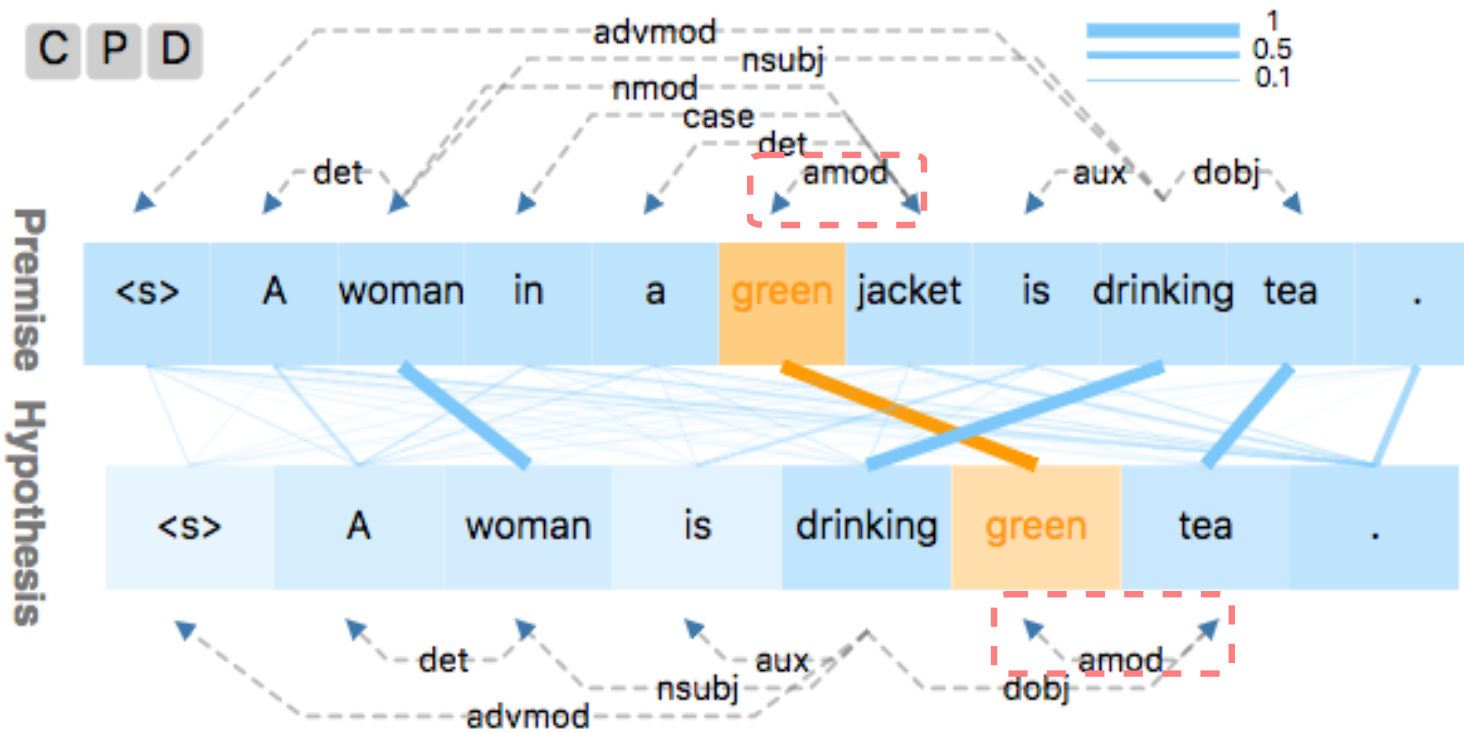 C P D
advmod
1
nsubj
0.5
nmod
0.1
case
det
det
amod
aux
dobj
Premise
<s> A woman in a green jacket is drinking tea .
Hypothesis
<s> A woman is drinking green tea .
det
aux
amod
nsubj
dobj
advmod